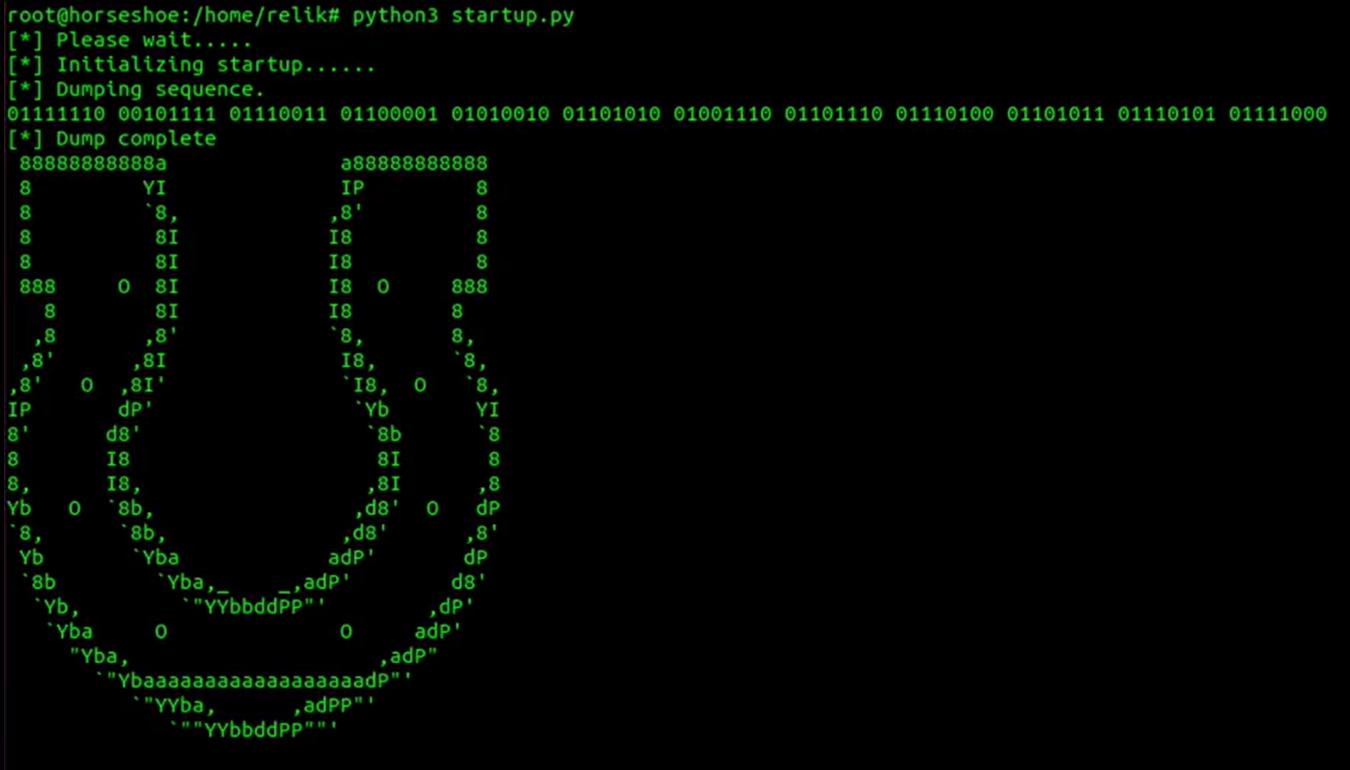 root@horseshoe:/home/relik# python3 startup.py
[*] Please wait.....
[*] Initializing startup......
[*] Dumping sequence.
01111110 00101111 01110011 01100001 01010010 01101010 01001110 01101110 01110100 01101011 01110101 01111000
[*] Dump complete
 88888888888a              a88888888888
 8         YI              IP         8
 8         `8,            ,8'         8
 8          8I            I8          8
 8          8I            I8          8
 888     O  8I            I8  O     888
   8        8I            I8        8
  ,8       ,8'            `8,       8,
 ,8'      ,8I              I8,      `8,
,8'   O  ,8I'              `I8,  O   `8,
IP       dP'                `Yb       YI
8'      d8'                  `8b      `8
8       I8                    8I       8
8,      I8,                  ,8I      ,8
Yb   O  `8b,                ,d8'  O   dP
`8,      `8b,              ,d8'      ,8'
 Yb       `Yba            adP'       dP
 `8b        `Yba,_    _,adP'        d8'
  `Yb,        `"YYbbddPP"'        ,dP'
   `Yba     O              O     adP'
     "Yba,                    ,adP"
       `"YbaaaaaaaaaaaaaaaaaadP"'
          `"YYba,      ,adPP"'
             `""YYbbddPP""'